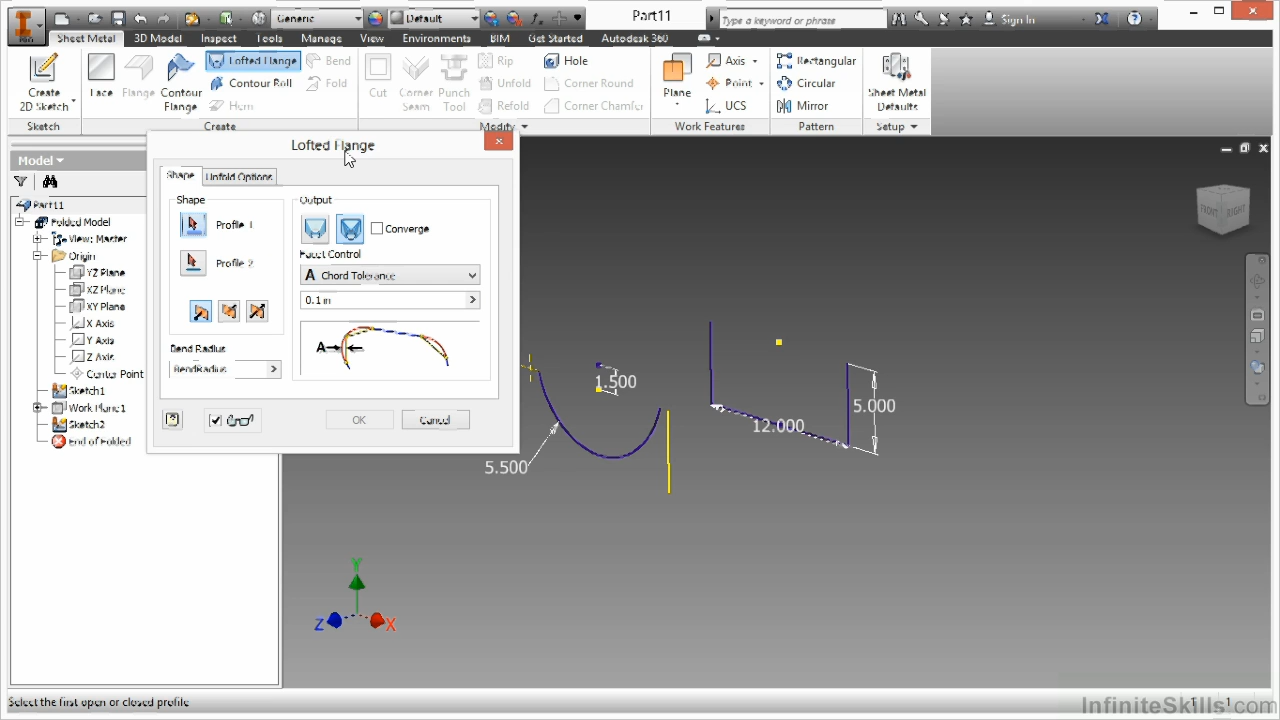 Generic
Default
Part11
Type a keyword or phrase
Sign In
Sheet Metal
3D Model
Inspect
Tools
Manage
View
Environments
BIM
Get Started
Autodesk 360
Create
2D Sketch
Face
Flange
Contour
Flange
Lofted Flange
Contour Roll
Hem
Bend
Fold
Cut
Corner
Seam
Punch
Tool
Rip
Unfold
Refold
Hole
Corner Round
Corner Chamfer
Plane
Axis
Point
UCS
Rectangular
Circular
Mirror
Sheet Metal
Defaults
Sketch
Create
Modify
Work Features
Pattern
Setup
Lofted Flange
Model
Part11
Folded Model
View: Master
Origin
YZ Plane
XZ Plane
XY Plane
X Axis
Y Axis
Z Axis
Center Point
Sketch1
Work Plane1
Sketch2
End of Folded
Shape
Unfold Options
Shape
Profile 1
Profile 2
Bend Radius
BendRadius
Output
Converge
Facet Control
A Chord Tolerance
0.1 in
A
OK
Cancel
FRONT
RIGHT
1.500
5.500
12.000
5.000
Y
Z
X
Select the first open or closed profile
1
1
InfiniteSkills.com